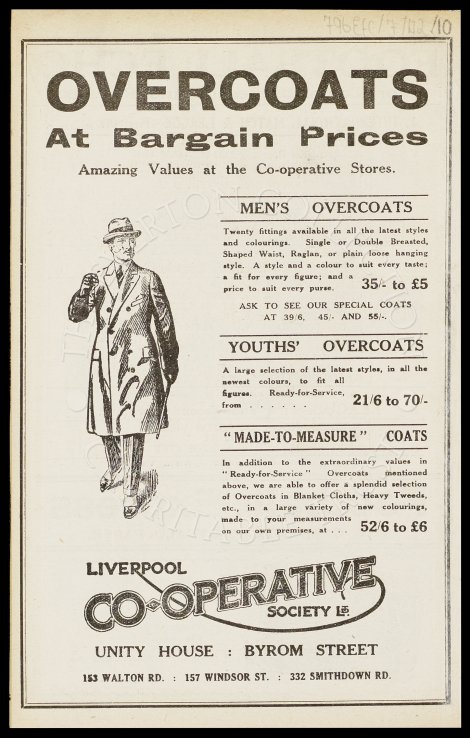 OVERCOATS
At Bargain Prices
Amazing Values at the Co-operative Stores.
MEN'S OVERCOATS
Twenty fittings available in all the latest styles
and colourings. Single or Double Breasted,
Shaped Waist, Raglan, or plain loose hanging
style. A style and a colour to suit every taste;
a fit for every figure; and a
price to suit every purse. 35/- to £5
ASK TO SEE OUR SPECIAL COATS
AT 39/6, 45/- AND 55/-.
YOUTHS' OVERCOATS
A large selection of the latest styles, in all the
newest colours, to fit all
figures. Ready-for-Service,
from . . . . . . 21/6 to 70/-
"MADE-TO-MEASURE" COATS
In addition to the extraordinary values in
"Ready-for-Service" Overcoats mentioned
above, we are able to offer a splendid selection
of Overcoats in Blanket Cloths, Heavy Tweeds,
etc., in a large variety of new colourings,
made to your measurements
on our own premises, at . . . 52/6 to £6
LIVERPOOL
CO-OPERATIVE
SOCIETY LTD
UNITY HOUSE : BYROM STREET
153 WALTON RD. : 157 WINDSOR ST. : 332 SMITHDOWN RD.